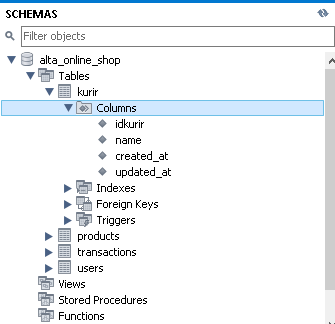 SCHEMAS
Filter objects
alta_online_shop
Tables
kurir
Columns
idkurir
name
created_at
updated_at
Indexes
Foreign Keys
Triggers
products
transactions
users
Views
Stored Procedures
Functions